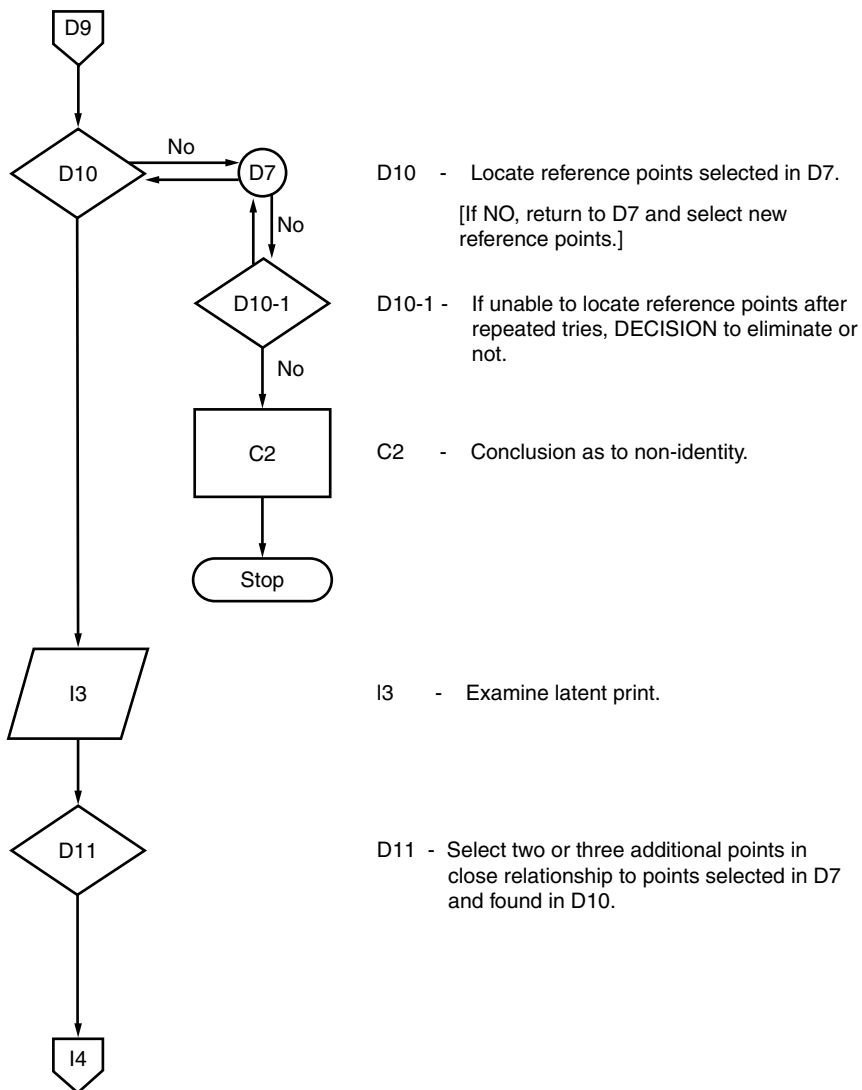 D9
D10
No
D7
D10 - Locate reference points selected in D7.
[If NO, return to D7 and select new
reference points.]
No
D10-1
D10-1 - If unable to locate reference points after
repeated tries, DECISION to eliminate or
not.
No
C2
C2 - Conclusion as to non-identity.
Stop
I3
I3 - Examine latent print.
D11
D11 - Select two or three additional points in
close relationship to points selected in D7
and found in D10.
I4